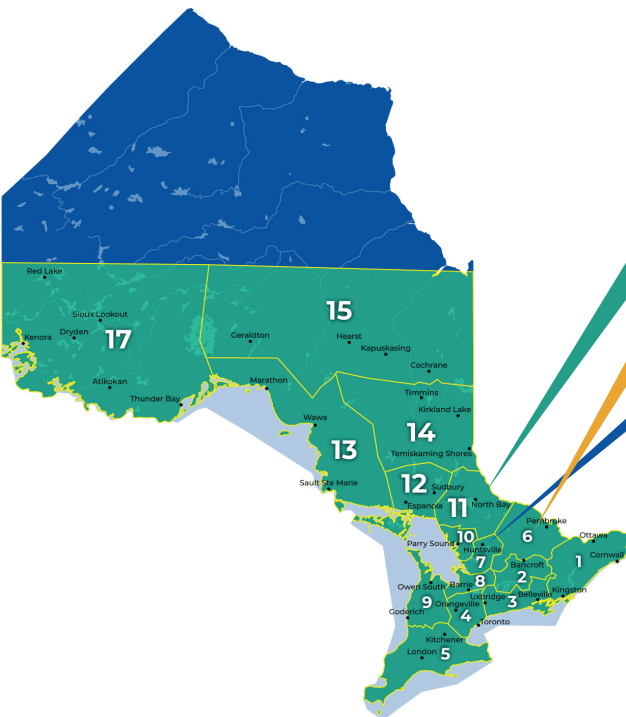 Red Lake
15
Sioux Lookout
Kenora
Dryden
17
Geraldton
Hearst
Kapuskasing
Cochrane
Atikokan
Marathon
Thunder Bay
Timmins
Kirkland Lake
Wawa
14
13
Temiskaming Shores
Sault Ste Marie
12
Sudbury
Espanola
11
North Bay
Pembroke
6
Ottawa
10
Parry Sound
Huntsville
7
Bancroft
1
Cornwall
2
8
Owen South
Barrie
Uxbridge
Belleville
Kingston
9
Orangeville
3
Goderich
4
Toronto
Kitchener
London
5